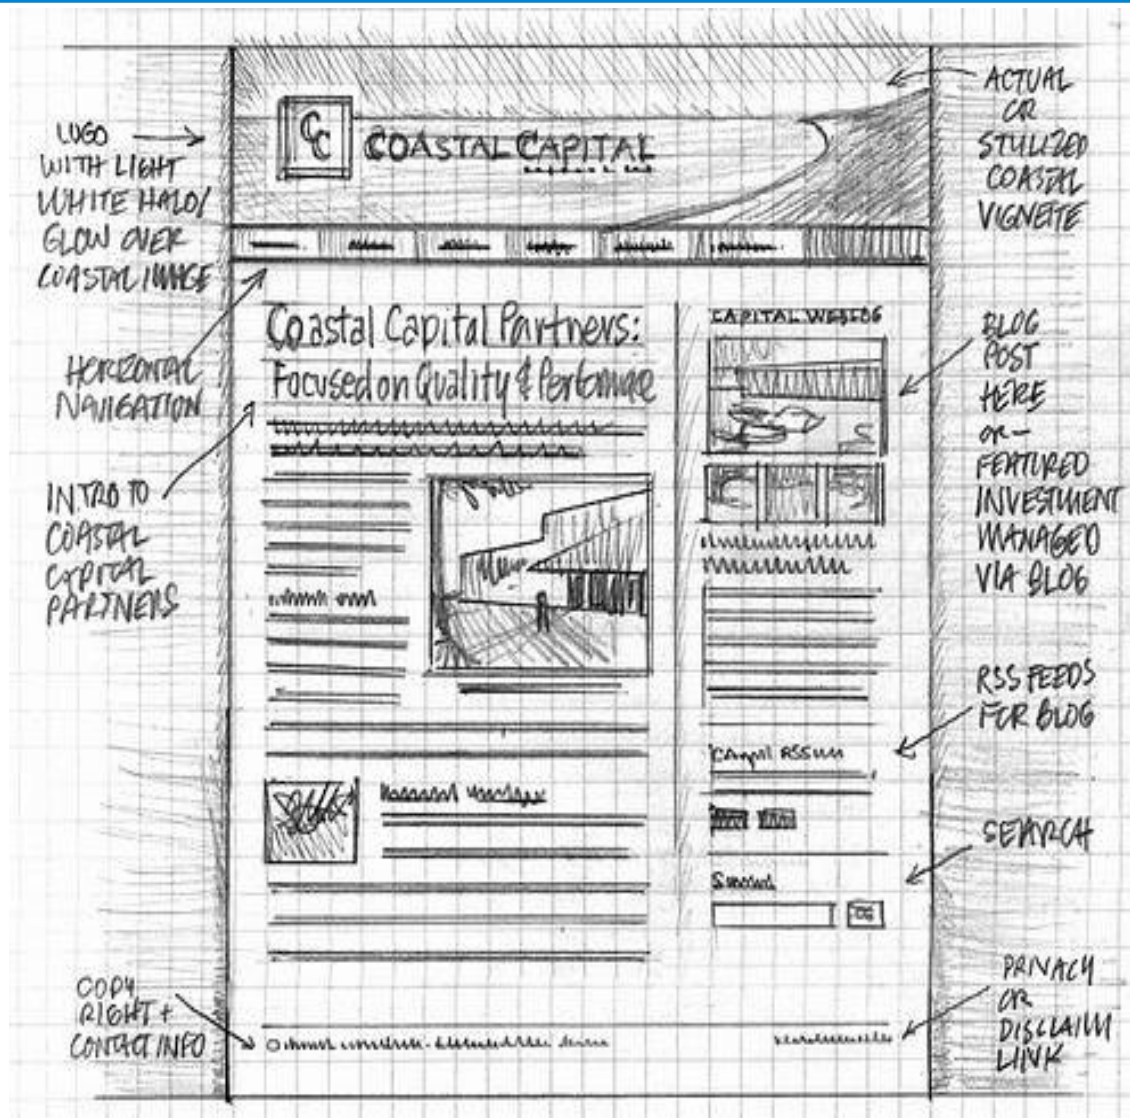 LOGO
WITH LIGHT
WHITE HALO/
GLOW OVER
COASTAL IMAGE
HORIZONTAL
NAVIGATION
INTRO TO
COASTAL
CAPITAL
PARTNERS
COPY
RIGHT +
CONTACT INFO
CC
COASTAL CAPITAL
Coastal Capital Partners:
Focused on Quality & Performance
CAPITAL WEBLOG
RSS
ACTUAL
OR
STYLIZED
COASTAL
VIGNETTE
BLOG
POST
HERE
OR—
FEATURED
INVESTMENT
MANAGED
VIA BLOG
RSS FEEDS
FOR BLOG
SEARCH
PRIVACY
OR
DISCLAIM
LINK